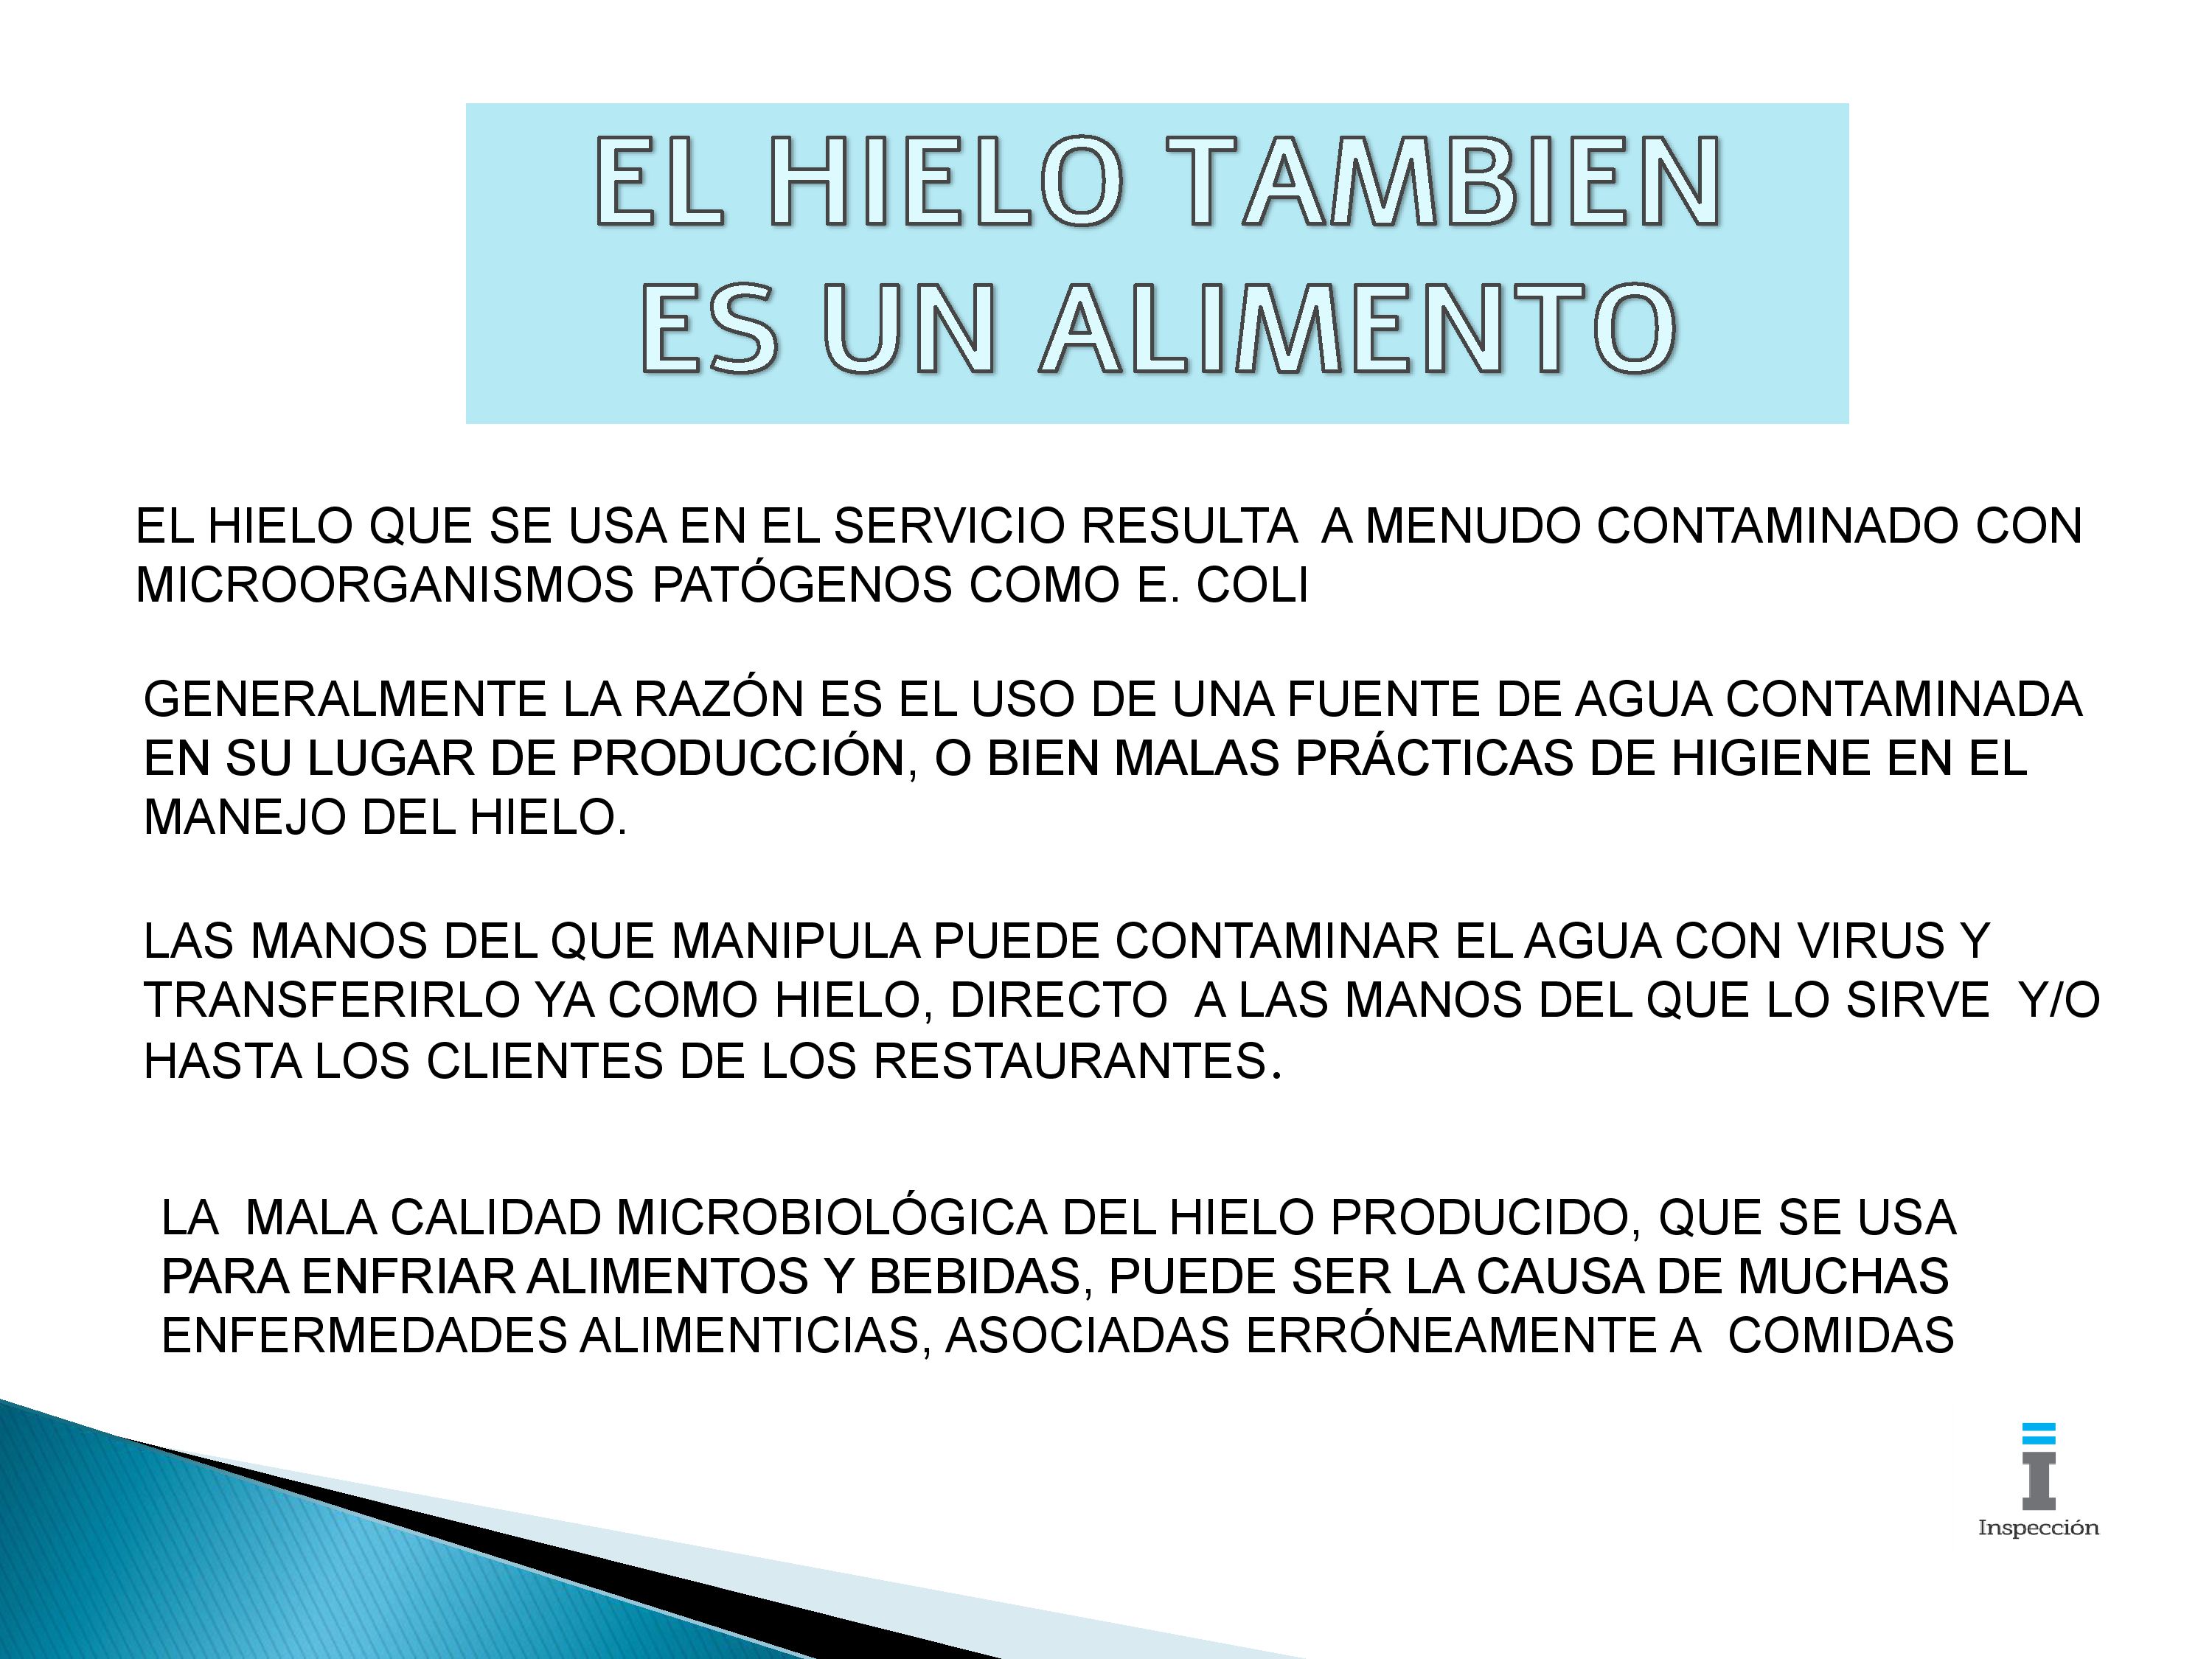 EL HIELO TAMBIEN
ES UN ALIMENTO
EL HIELO QUE SE USA EN EL SERVICIO RESULTA  A MENUDO CONTAMINADO CON
MICROORGANISMOS PATÓGENOS COMO E. COLI
GENERALMENTE LA RAZÓN ES EL USO DE UNA FUENTE DE AGUA CONTAMINADA
EN SU LUGAR DE PRODUCCIÓN, O BIEN MALAS PRÁCTICAS DE HIGIENE EN EL
MANEJO DEL HIELO.
LAS MANOS DEL QUE MANIPULA PUEDE CONTAMINAR EL AGUA CON VIRUS Y
TRANSFERIRLO YA COMO HIELO, DIRECTO  A LAS MANOS DEL QUE LO SIRVE  Y/O
HASTA LOS CLIENTES DE LOS RESTAURANTES.
LA  MALA CALIDAD MICROBIOLÓGICA DEL HIELO PRODUCIDO, QUE SE USA
PARA ENFRIAR ALIMENTOS Y BEBIDAS, PUEDE SER LA CAUSA DE MUCHAS
ENFERMEDADES ALIMENTICIAS, ASOCIADAS ERRÓNEAMENTE A  COMIDAS
Inspección